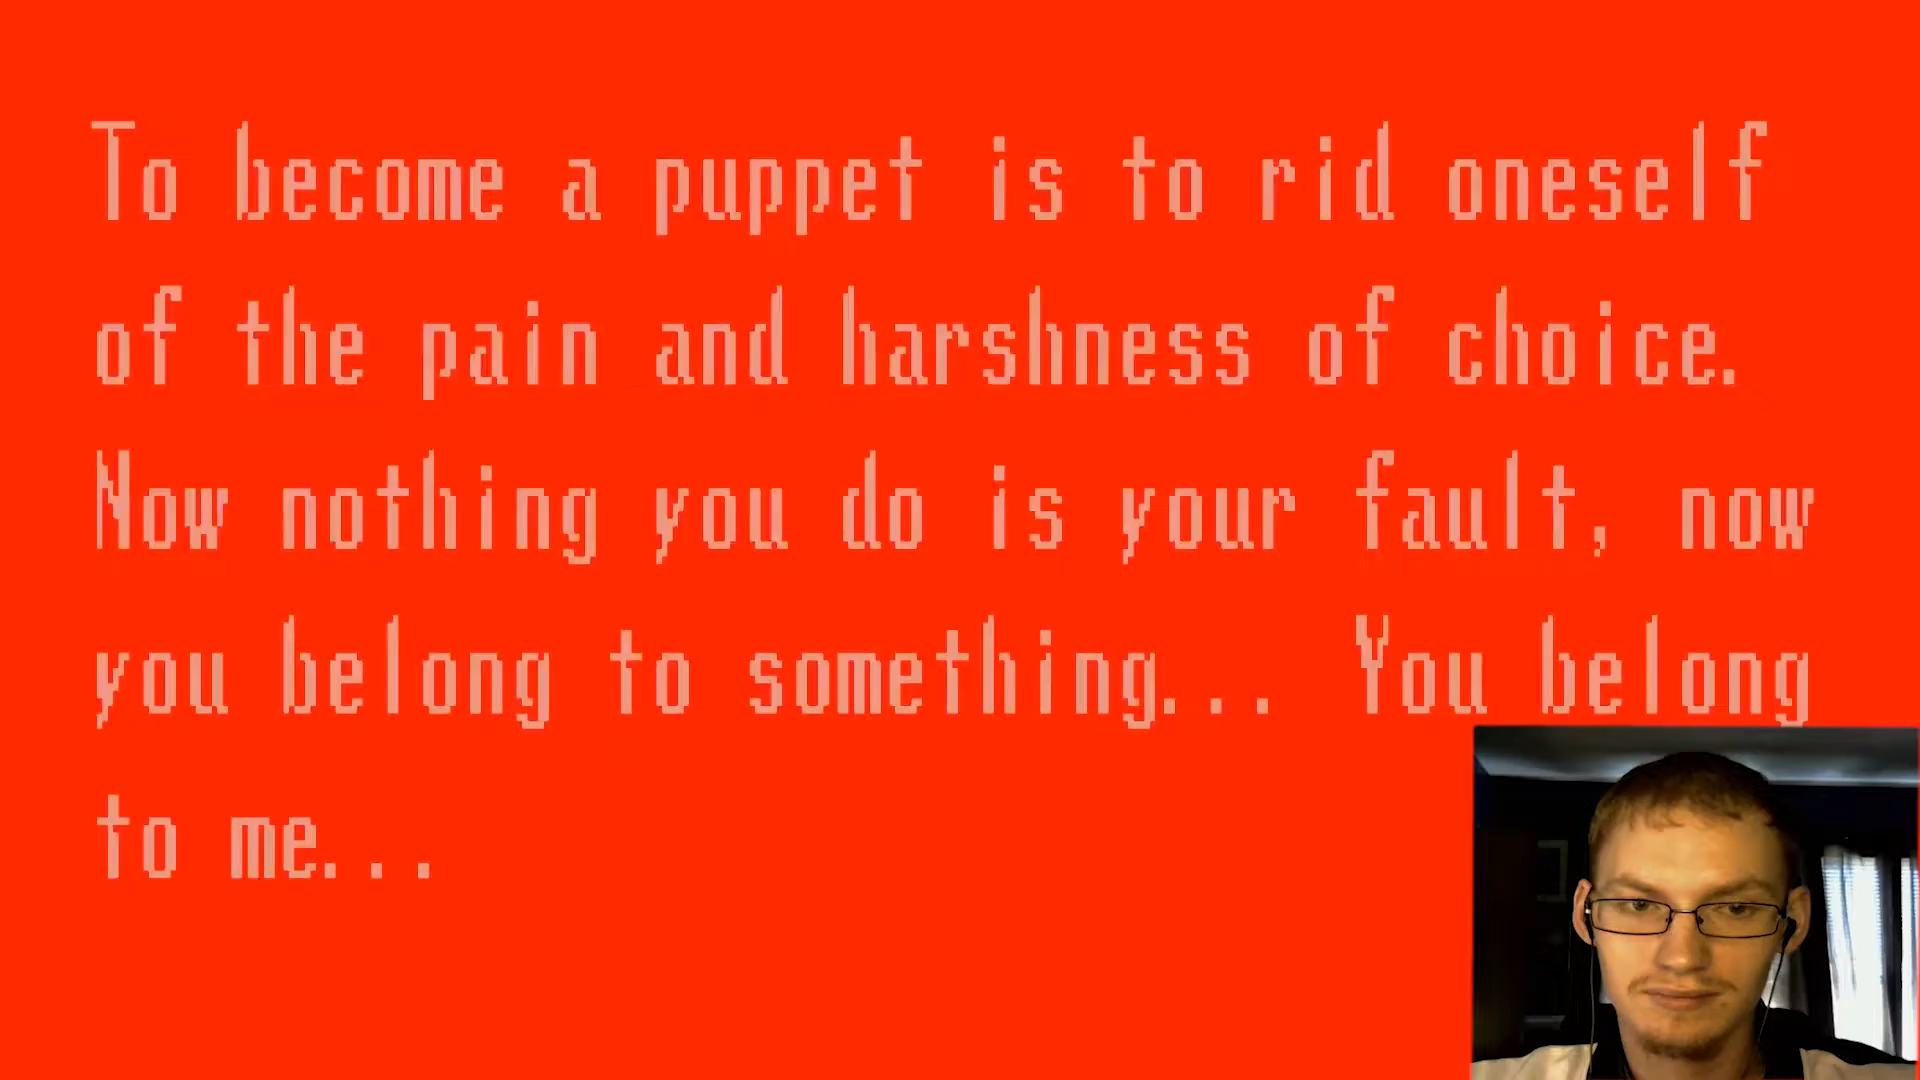 To become a puppet is to rid oneself
of the pain and harshness of choice.
Now nothing you do is your fault, now
you belong to something... You belong
to me...